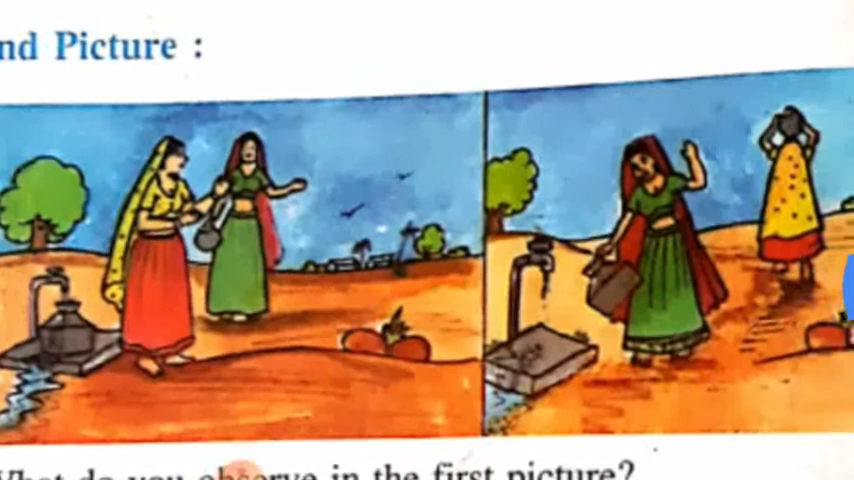 nd Picture :
What do you observe in the first picture?